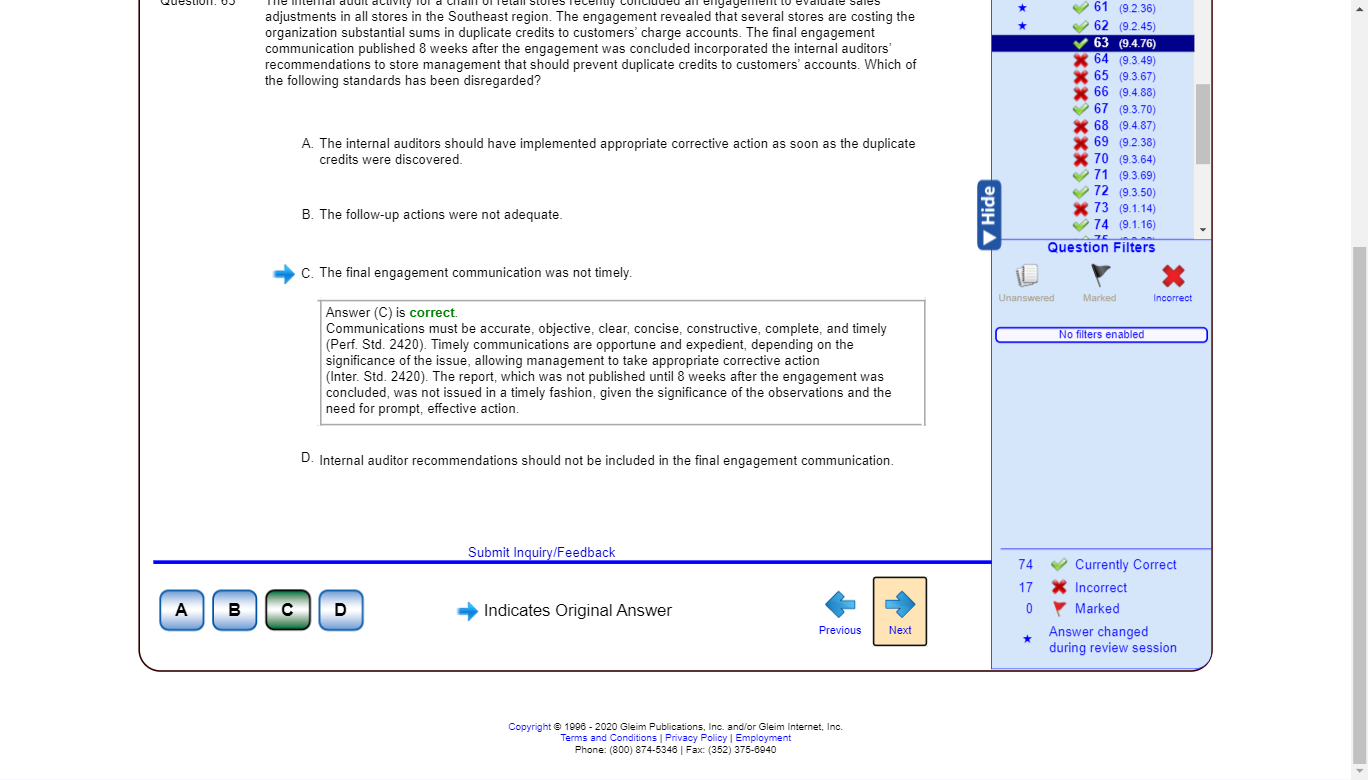 Question: 63
The internal audit activity for a chain of retail stores recently concluded an engagement to evaluate sales
adjustments in all stores in the Southeast region. The engagement revealed that several stores are costing the
organization substantial sums in duplicate credits to customers' charge accounts. The final engagement
communication published 8 weeks after the engagement was concluded incorporated the internal auditors'
recommendations to store management that should prevent duplicate credits to customers' accounts. Which of
the following standards has been disregarded?
A. The internal auditors should have implemented appropriate corrective action as soon as the duplicate
credits were discovered.
B. The follow-up actions were not adequate.
C. The final engagement communication was not timely.
Answer (C) is correct.
Communications must be accurate, objective, clear, concise, constructive, complete, and timely
(Perf. Std. 2420). Timely communications are opportune and expedient, depending on the
significance of the issue, allowing management to take appropriate corrective action
(Inter. Std. 2420). The report, which was not published until 8 weeks after the engagement was
concluded, was not issued in a timely fashion, given the significance of the observations and the
need for prompt, effective action.
D. Internal auditor recommendations should not be included in the final engagement communication.
Submit Inquiry/Feedback
A B C D
Indicates Original Answer
Previous
Next
61 (9.2.36)
62 (9.2.45)
63 (9.4.76)
64 (9.3.49)
65 (9.3.67)
66 (9.4.88)
67 (9.3.70)
68 (9.4.87)
69 (9.2.38)
70 (9.3.64)
71 (9.3.69)
72 (9.3.50)
73 (9.1.14)
74 (9.1.16)
Hide
Question Filters
Unanswered
Marked
Incorrect
No filters enabled
74 Currently Correct
17 Incorrect
0 Marked
Answer changed
during review session
Copyright © 1996 - 2020 Gleim Publications, Inc. and/or Gleim Internet, Inc.
Terms and Conditions | Privacy Policy | Employment
Phone: (800) 874-5346 | Fax: (352) 375-6940